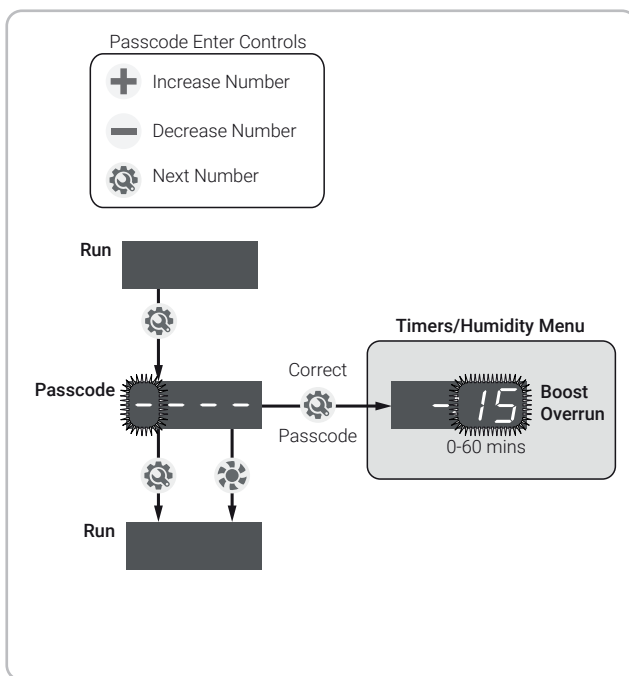 Passcode Enter Controls
Increase Number
Decrease Number
Next Number
Run
Timers/Humidity Menu
Passcode
- - - -
Correct
Passcode
-15
Boost
Overrun
0-60 mins
Run